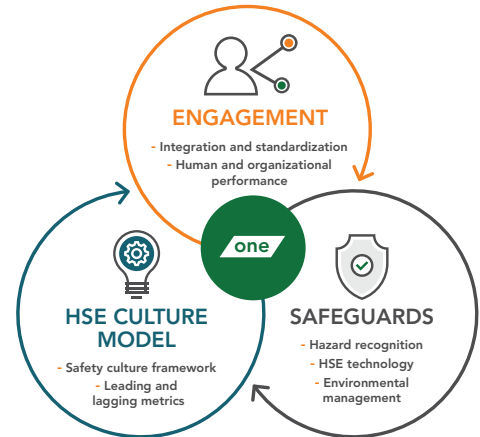 ENGAGEMENT
- Integration and standardization
- Human and organizational
performance
one
HSE CULTURE
MODEL
- Safety culture framework
- Leading and
lagging metrics
SAFEGUARDS
- Hazard recognition
- HSE technology
- Environmental
management